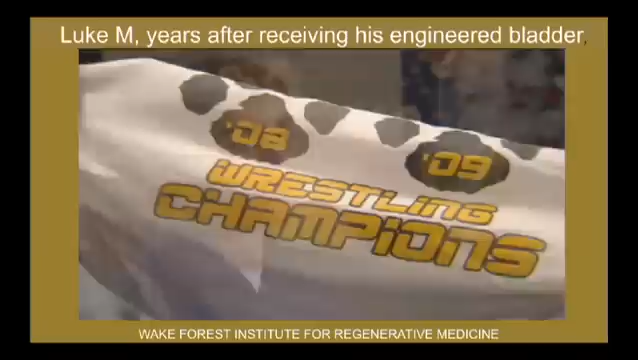 Luke M, years after receiving his engineered bladder,
'08
'09
WRESTLING
CHAMPIONS
WAKE FOREST INSTITUTE FOR REGENERATIVE MEDICINE